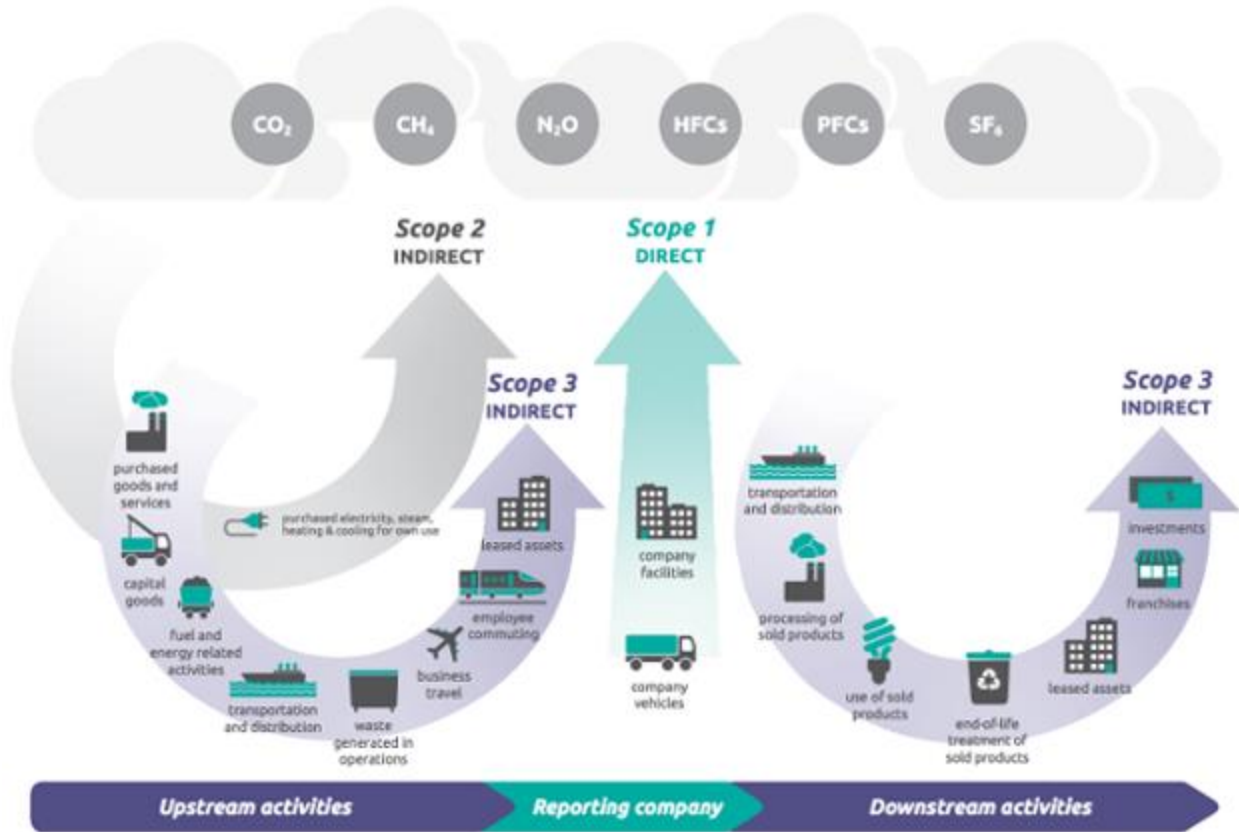 CO₂
CH₄
N₂O
HFCs
PFCs
SF₆
Scope 2
INDIRECT
Scope 1
DIRECT
Scope 3
INDIRECT
Scope 3
INDIRECT
purchased
goods and
services
capital
goods
fuel and
energy related
activities
transportation
and distribution
waste
generated in
operations
business
travel
employee
commuting
leased assets
purchased electricity, steam,
heating & cooling for own use
company
facilities
company
vehicles
transportation
and distribution
processing of
sold products
use of sold
products
end-of-life
treatment of
sold products
leased assets
franchises
investments
$
Upstream activities
Reporting company
Downstream activities